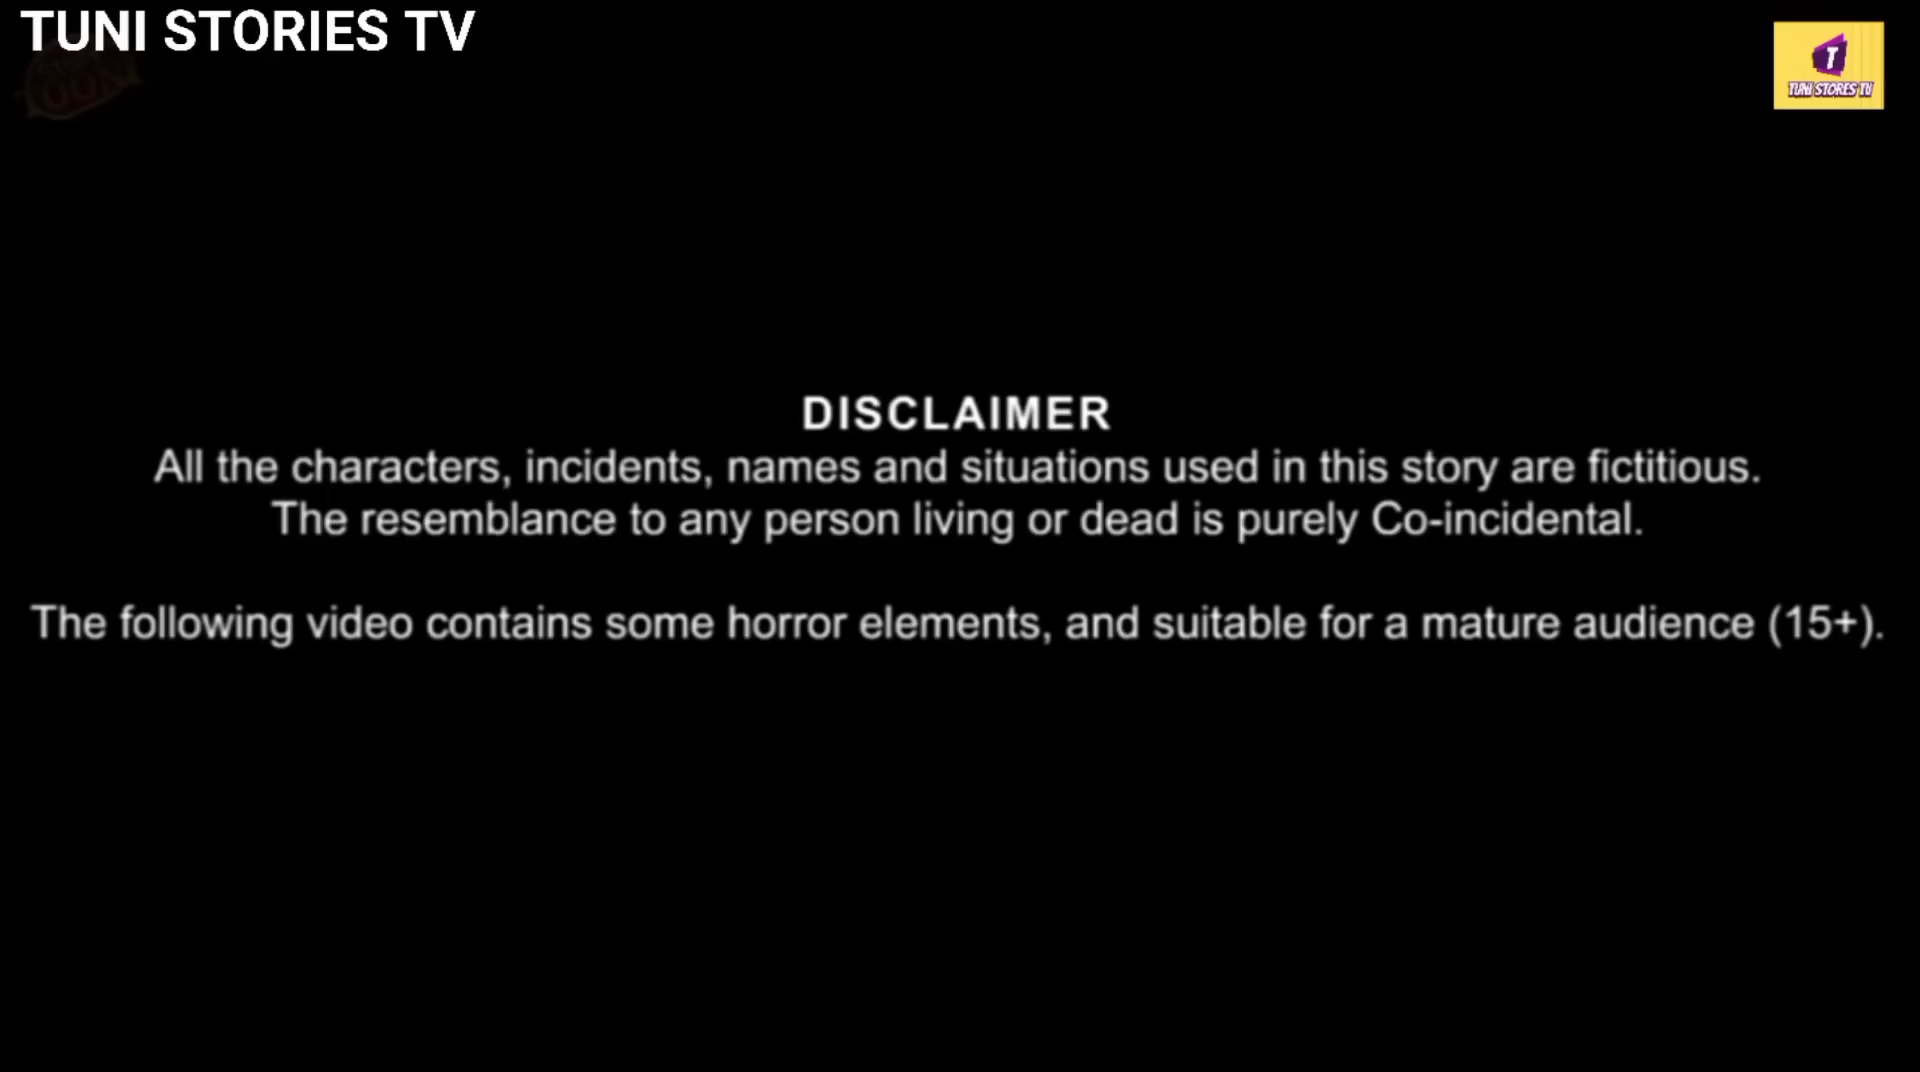 TUNI STORIES TV
T
TUNI STORES TV
DISCLAIMER
All the characters, incidents, names and situations used in this story are fictitious.
The resemblance to any person living or dead is purely Co-incidental.
The following video contains some horror elements, and suitable for a mature audience (15+).